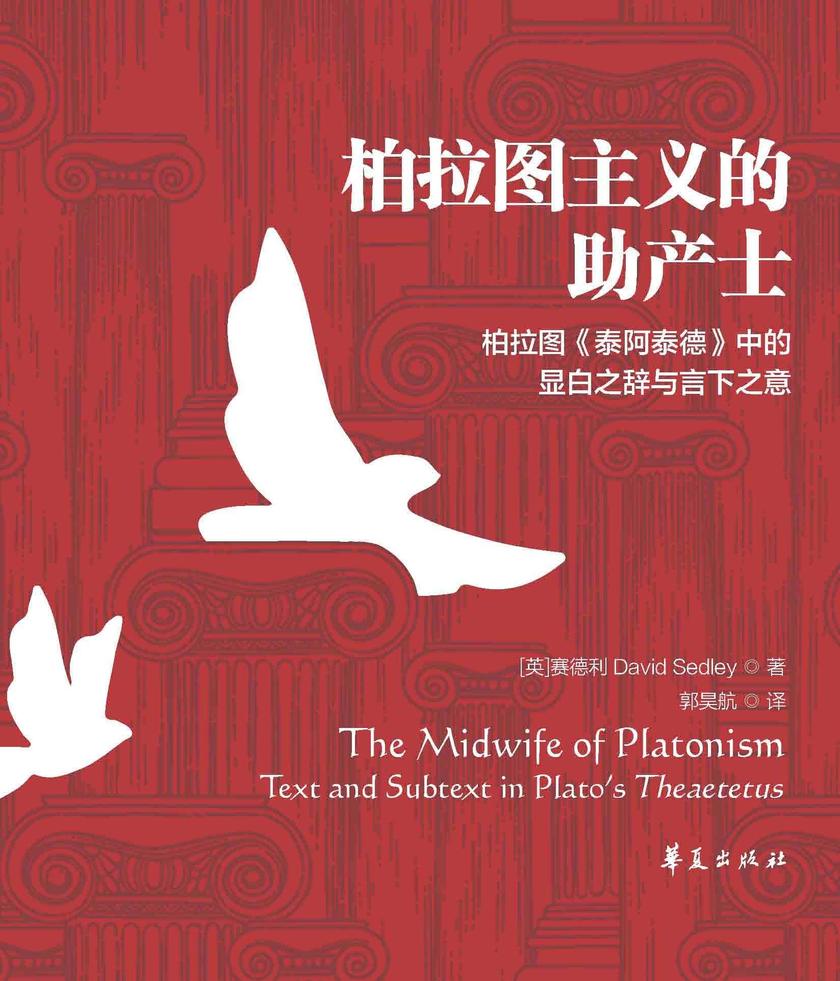 柏拉图主义的
助产士
柏拉图《泰阿泰德》中的
显白之辞与言下之意
[英]赛德利 David Sedley ◎ 著
郭昊航 ◎ 译
The Midwife of Platonism
Text and Subtext in Plato's Theaetetus
華夏出版社